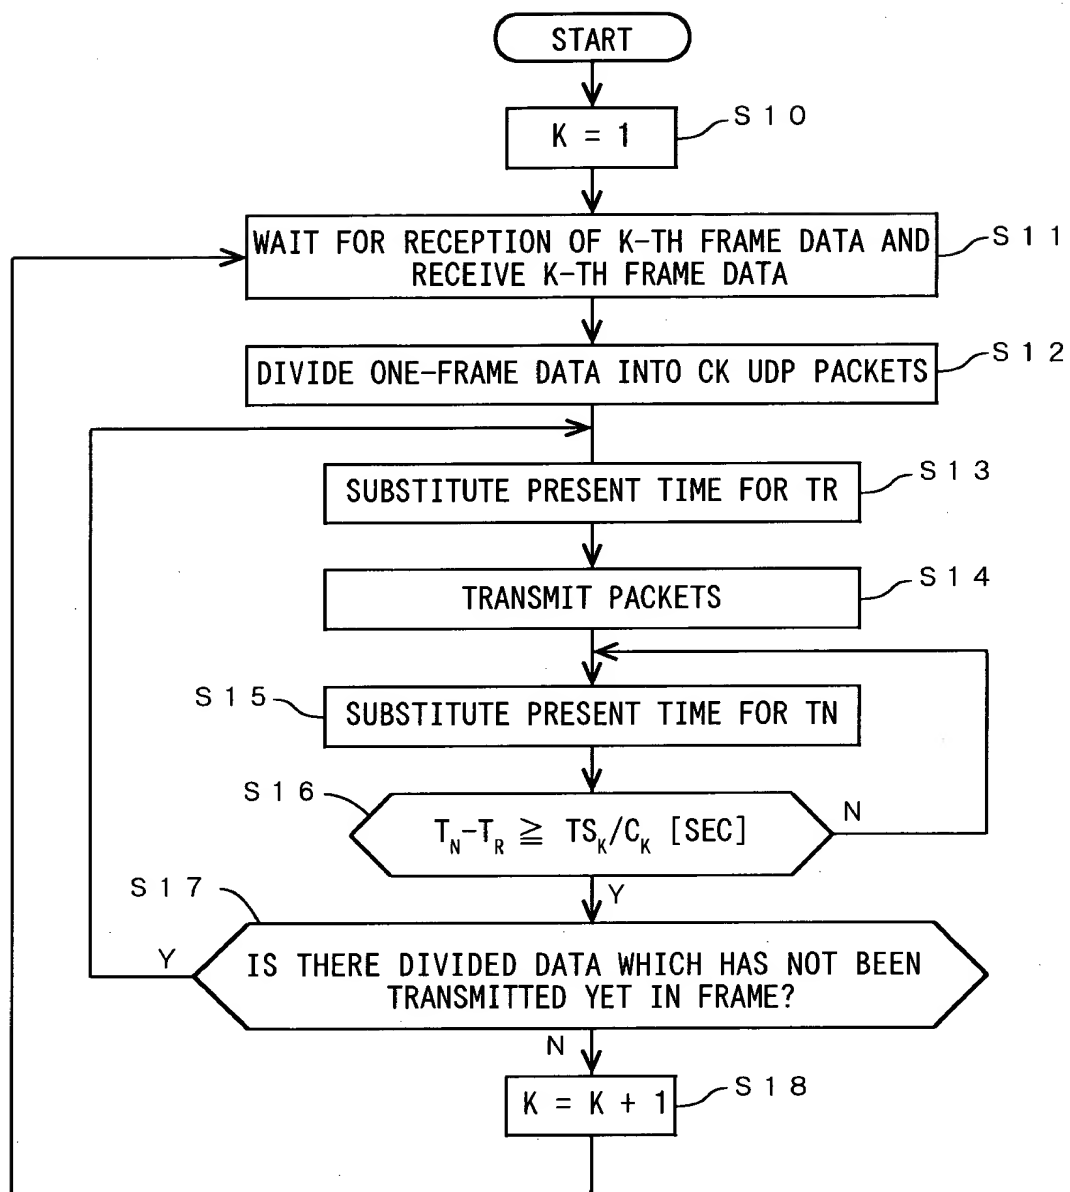 START
K = 1
S10
WAIT FOR RECEPTION OF K-TH FRAME DATA AND
RECEIVE K-TH FRAME DATA
S11
DIVIDE ONE-FRAME DATA INTO CK UDP PACKETS
S12
SUBSTITUTE PRESENT TIME FOR TR
S13
TRANSMIT PACKETS
S14
S15
SUBSTITUTE PRESENT TIME FOR TN
S16
T_N-T_R ≧ TS_K/C_K [SEC]
N
Y
S17
Y
IS THERE DIVIDED DATA WHICH HAS NOT BEEN
TRANSMITTED YET IN FRAME?
N
K = K + 1
S18